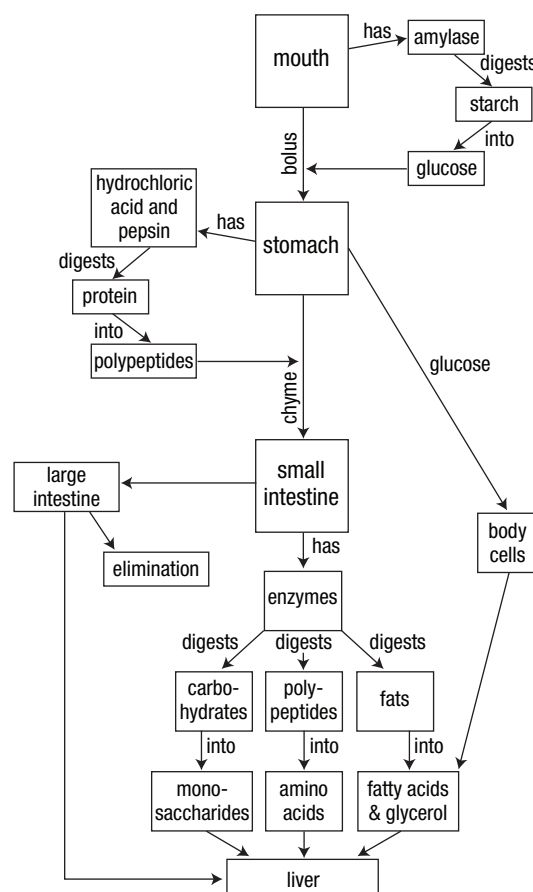 mouth
has
amylase
digests
starch
into
glucose
bolus
hydrochloric
acid and
pepsin
has
stomach
digests
protein
into
polypeptides
glucose
chyme
large
intestine
small
intestine
elimination
has
body
cells
enzymes
digests
digests
digests
carbo-
hydrates
poly-
peptides
fats
into
into
into
mono-
saccharides
amino
acids
fatty acids
& glycerol
liver